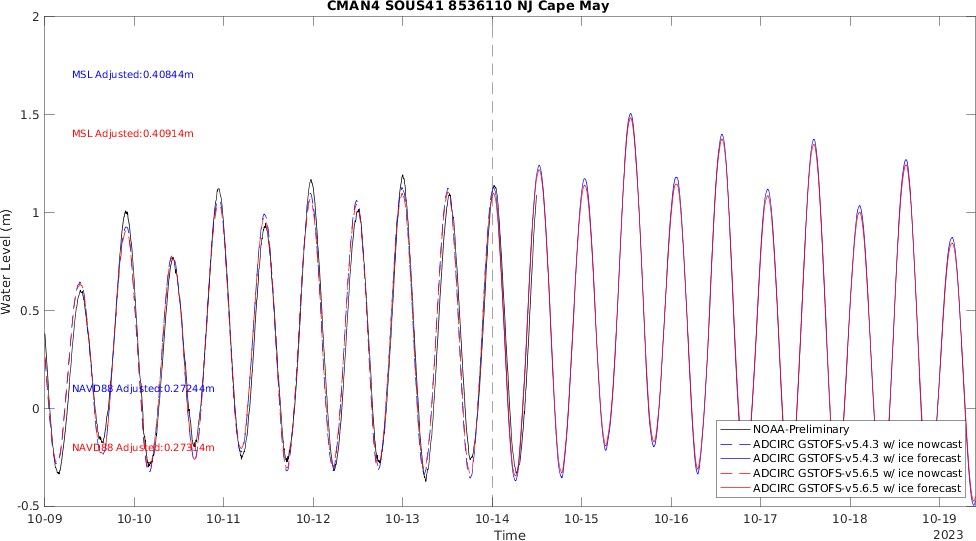 CMAN4 SOUS41 8536110 NJ Cape May
2
MSL Adjusted:0.40844m
1.5
MSL Adjusted:0.40914m
1
Water Level (m)
0.5
NAVD88 Adjusted:0.27244m
0
NAVD88 Adjusted:0.27314m
NOAA-Preliminary
ADCIRC GSTOFS-v5.4.3 w/ ice nowcast
ADCIRC GSTOFS-v5.4.3 w/ ice forecast
ADCIRC GSTOFS-v5.6.5 w/ ice nowcast
ADCIRC GSTOFS-v5.6.5 w/ ice forecast
-0.5
10-09 10-10 10-11 10-12 10-13 10-14 10-15 10-16 10-17 10-18 10-19
Time
2023